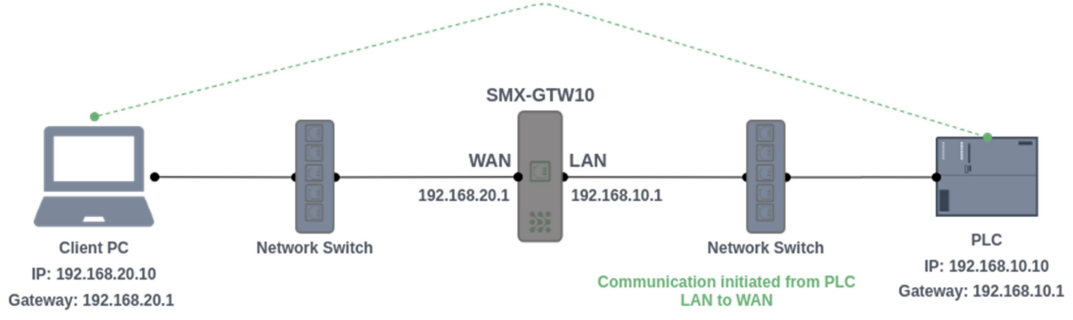 SMX-GTW10
WAN
LAN
192.168.20.1
192.168.10.1
Client PC
IP: 192.168.20.10
Gateway: 192.168.20.1
Network Switch
Network Switch
Communication initiated from PLC
LAN to WAN
PLC
IP: 192.168.10.10
Gateway: 192.168.10.1